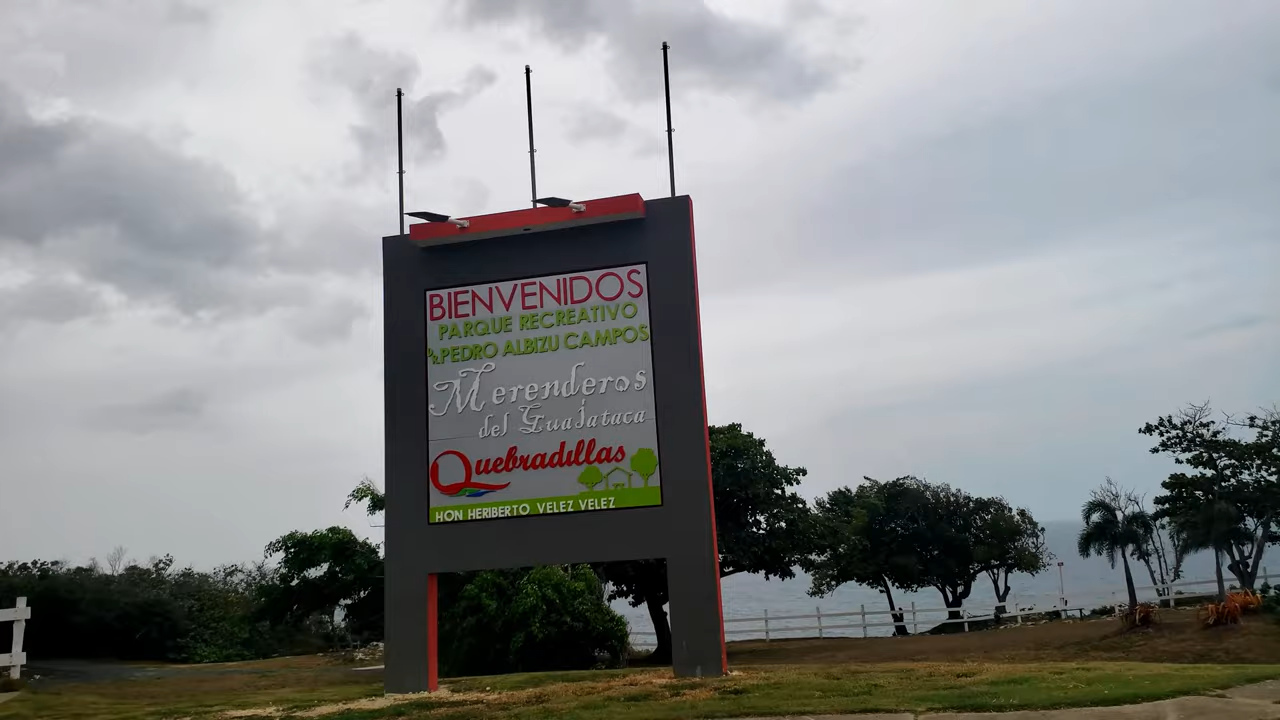 BIENVENIDOS
PARQUE RECREATIVO
PEDRO ALBIZU CAMPOS
Merenderos
del Guajataca
Quebradillas
HON HERIBERTO VELEZ VELEZ